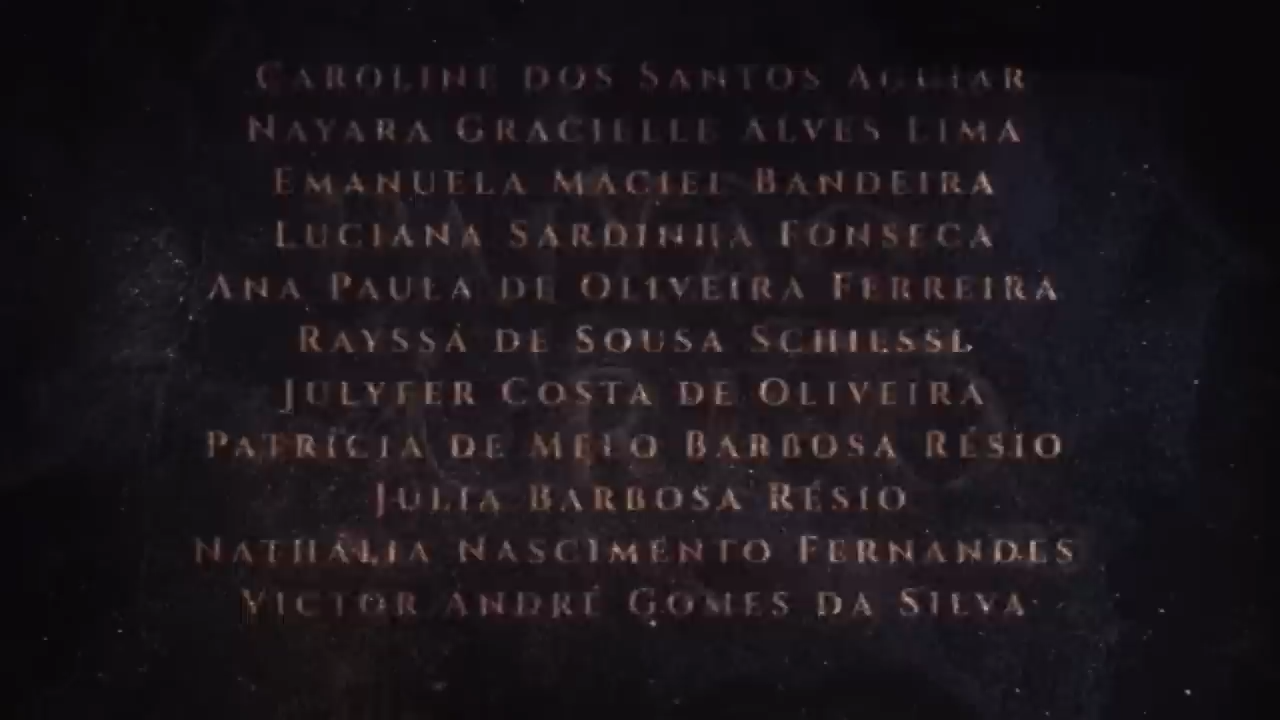 Caroline dos Santos Aguiar
Nayara Gracielle Alves Lima
Emanuela Maciel Bandeira
Luciana Sardinha Fonseca
Ana Paula de Oliveira Ferreira
Rayssa de Sousa Schiessl
Julyfer Costa de Oliveira
Patrícia de Melo Barbosa Résio
Julia Barbosa Résio
Nathália Nascimento Fernandes
Victor André Gomes da Silva